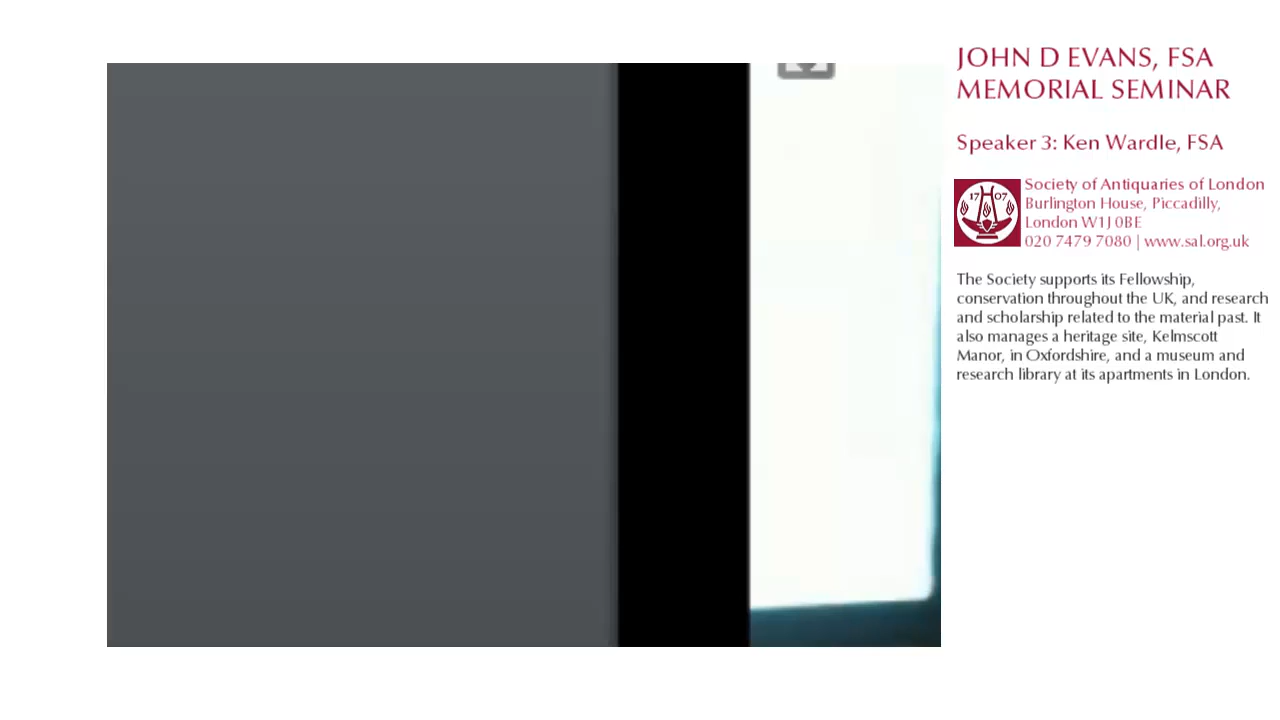 JOHN D EVANS, FSA
MEMORIAL SEMINAR
Speaker 3: Ken Wardle, FSA
17 07
Society of Antiquaries of London
Burlington House, Piccadilly,
London W1J 0BE
020 7479 7080 | www.sal.org.uk
The Society supports its Fellowship,
conservation throughout the UK, and research
and scholarship related to the material past. It
also manages a heritage site, Kelmscott
Manor, in Oxfordshire, and a museum and
research library at its apartments in London.